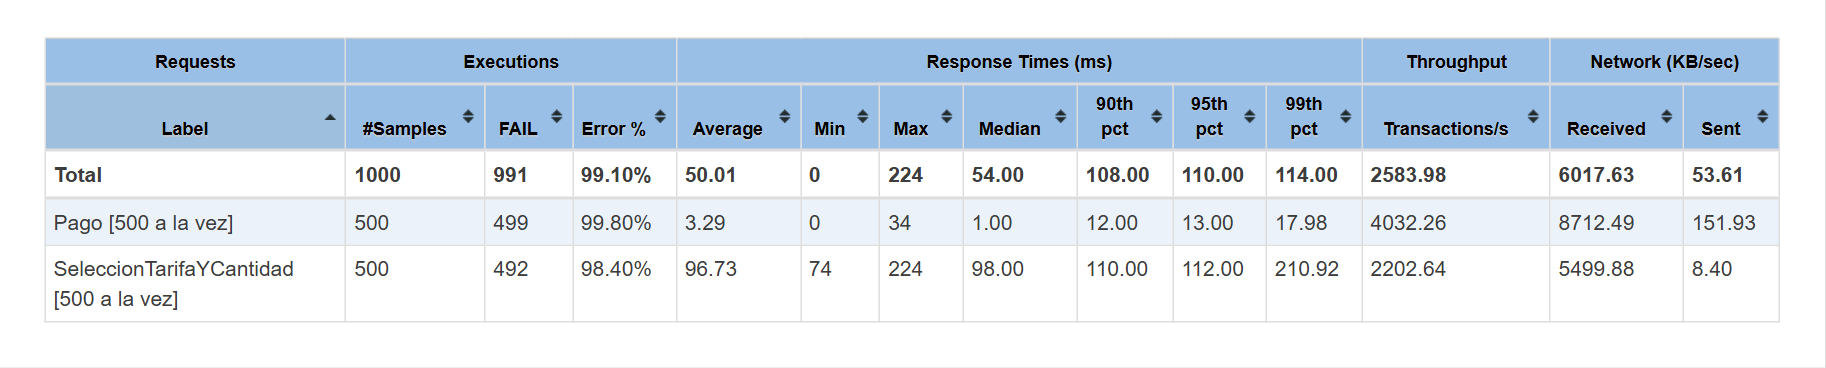 Requests Executions Response Times (ms) Throughput Network (KB/sec)
Label #Samples FAIL Error % Average Min Max Median 90th pct 95th pct 99th pct Transactions/s Received Sent
Total 1000 991 99.10% 50.01 0 224 54.00 108.00 110.00 114.00 2583.98 6017.63 53.61
Pago [500 a la vez] 500 499 99.80% 3.29 0 34 1.00 12.00 13.00 17.98 4032.26 8712.49 151.93
SeleccionTarifaYCantidad [500 a la vez] 500 492 98.40% 96.73 74 224 98.00 110.00 112.00 210.92 2202.64 5499.88 8.40